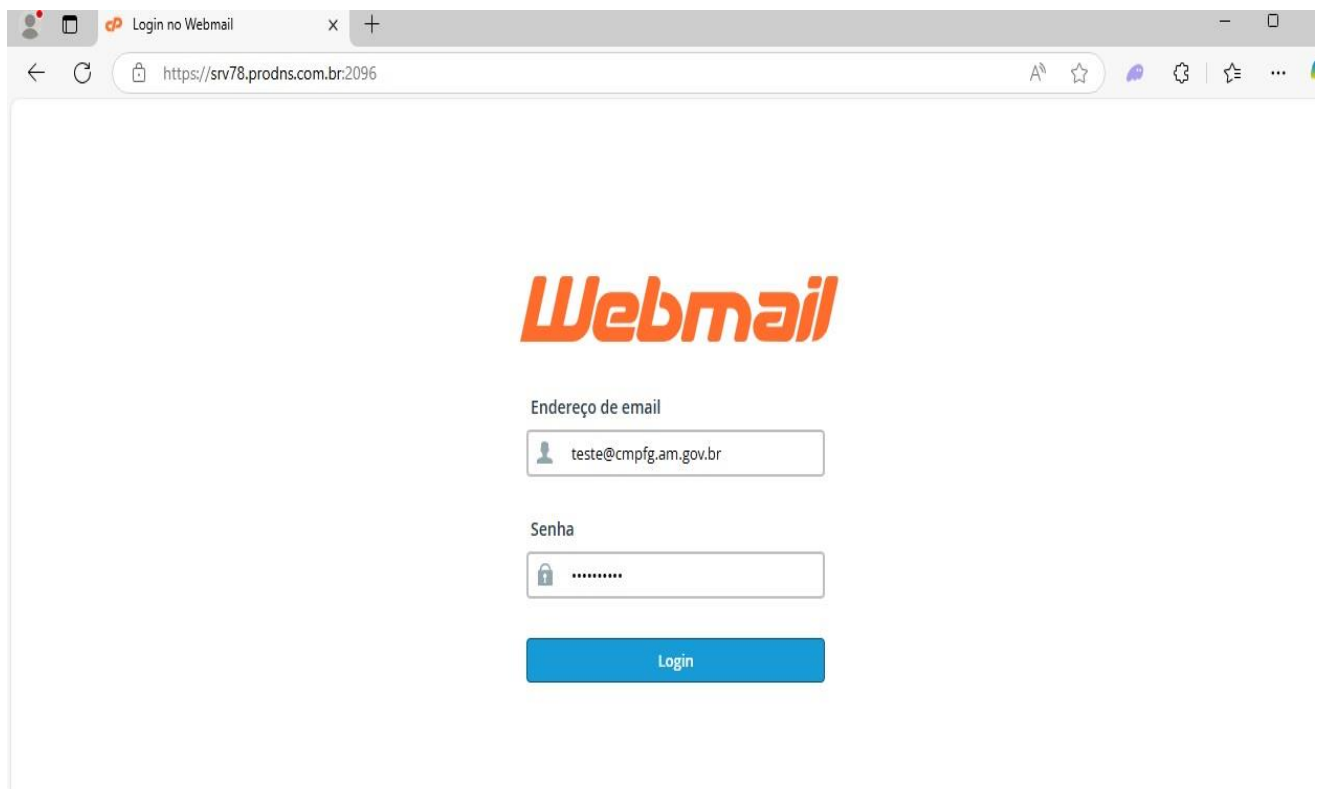 Login no Webmail
https://srv78.prodns.com.br:2096
Webmail
Endereço de email
teste@cmpfg.am.gov.br
Senha
••••••••••
Login